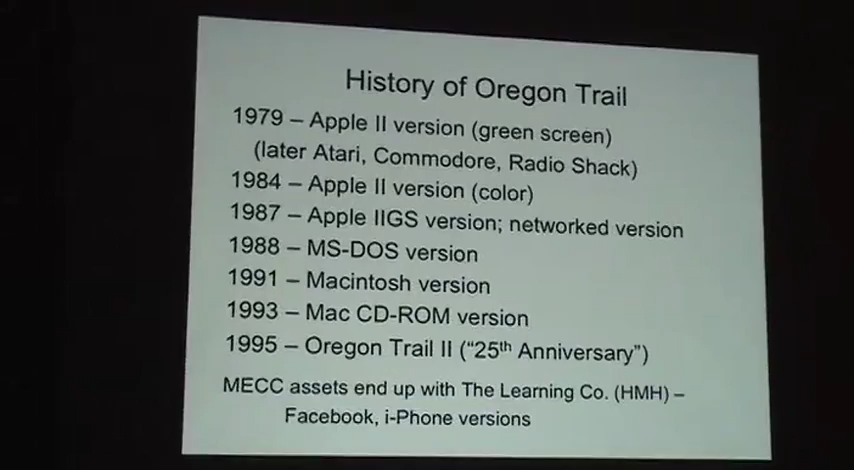 History of Oregon Trail
1979 – Apple II version (green screen)
(later Atari, Commodore, Radio Shack)
1984 – Apple II version (color)
1987 – Apple IIGS version; networked version
1988 – MS-DOS version
1991 – Macintosh version
1993 – Mac CD-ROM version
1995 – Oregon Trail II (“25th Anniversary”)
MECC assets end up with The Learning Co. (HMH) –
Facebook, i-Phone versions